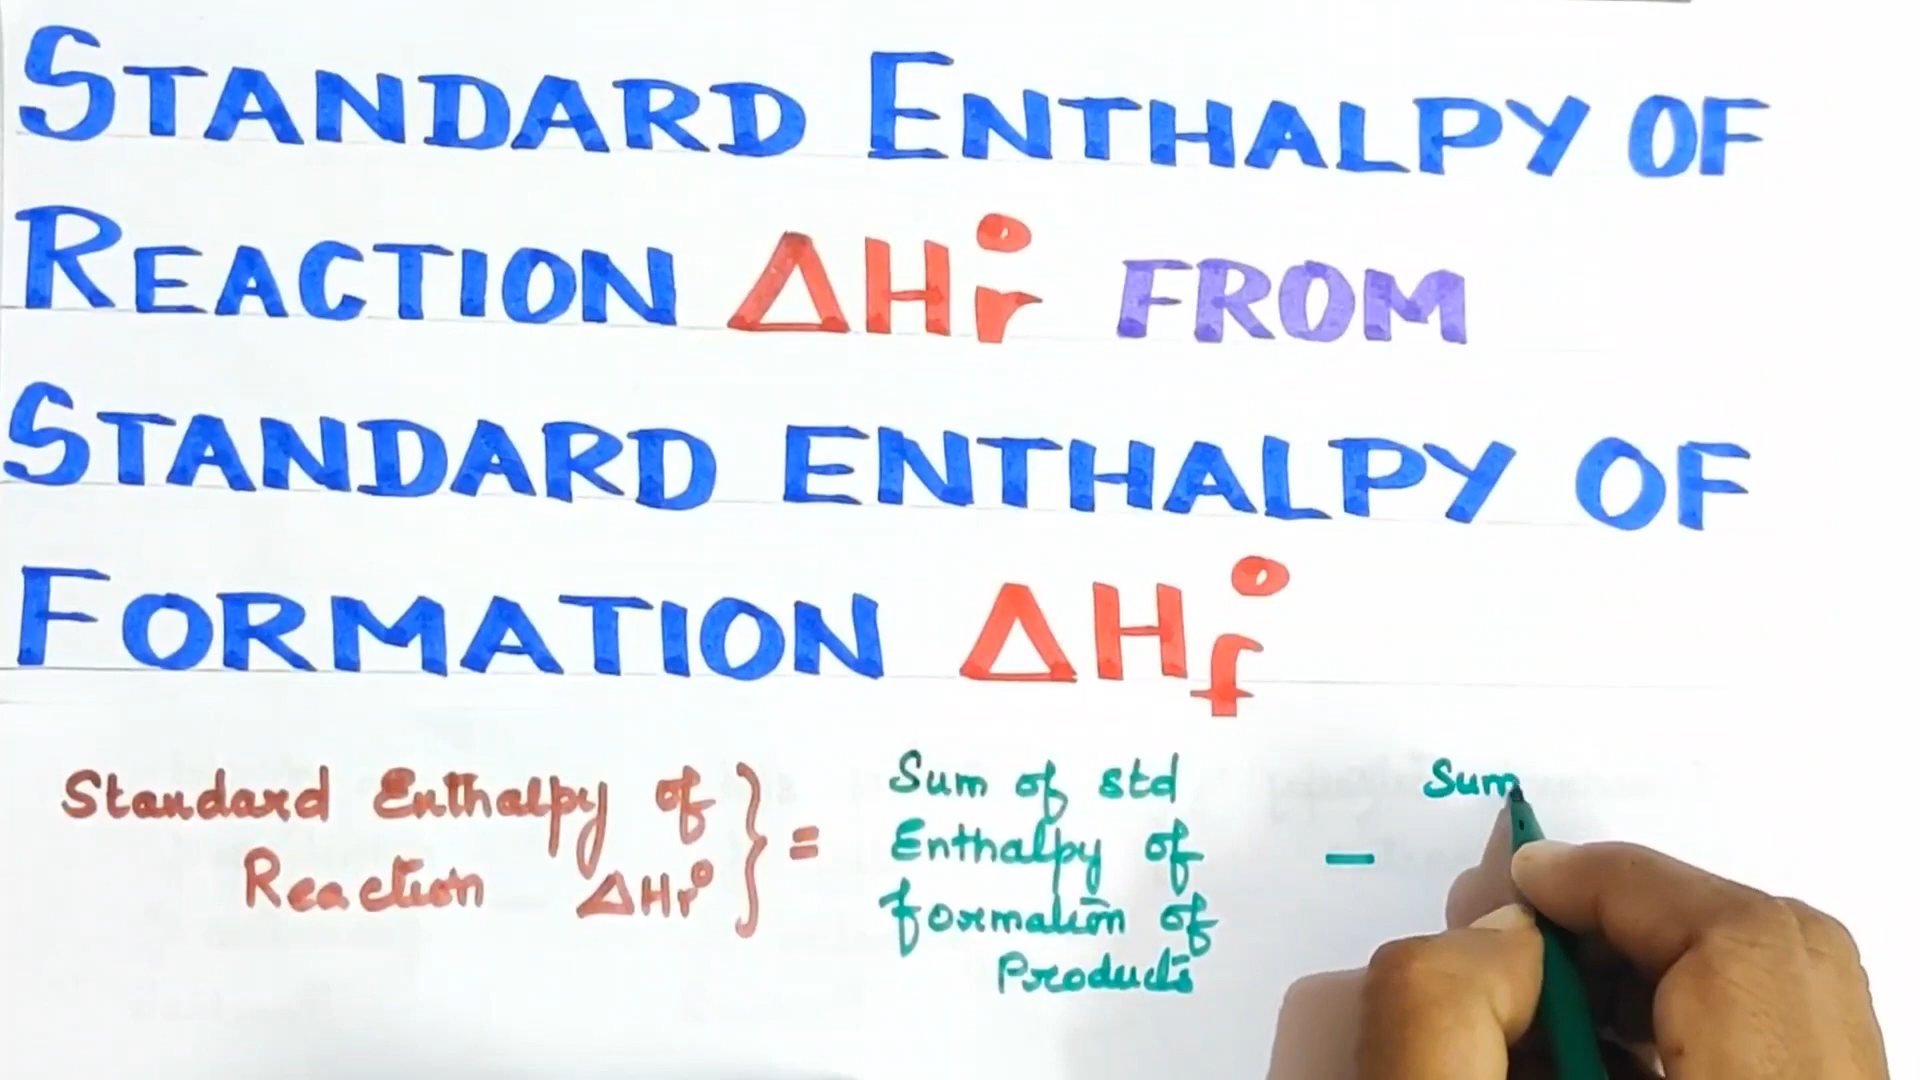 STANDARD ENTHALPY OF
REACTION ΔHr° FROM
STANDARD ENTHALPY OF
FORMATION ΔHf°
Standard Enthalpy of
Reaction ΔHr° } =
Sum of std
Enthalpy of
formation of
Products
—
Sum